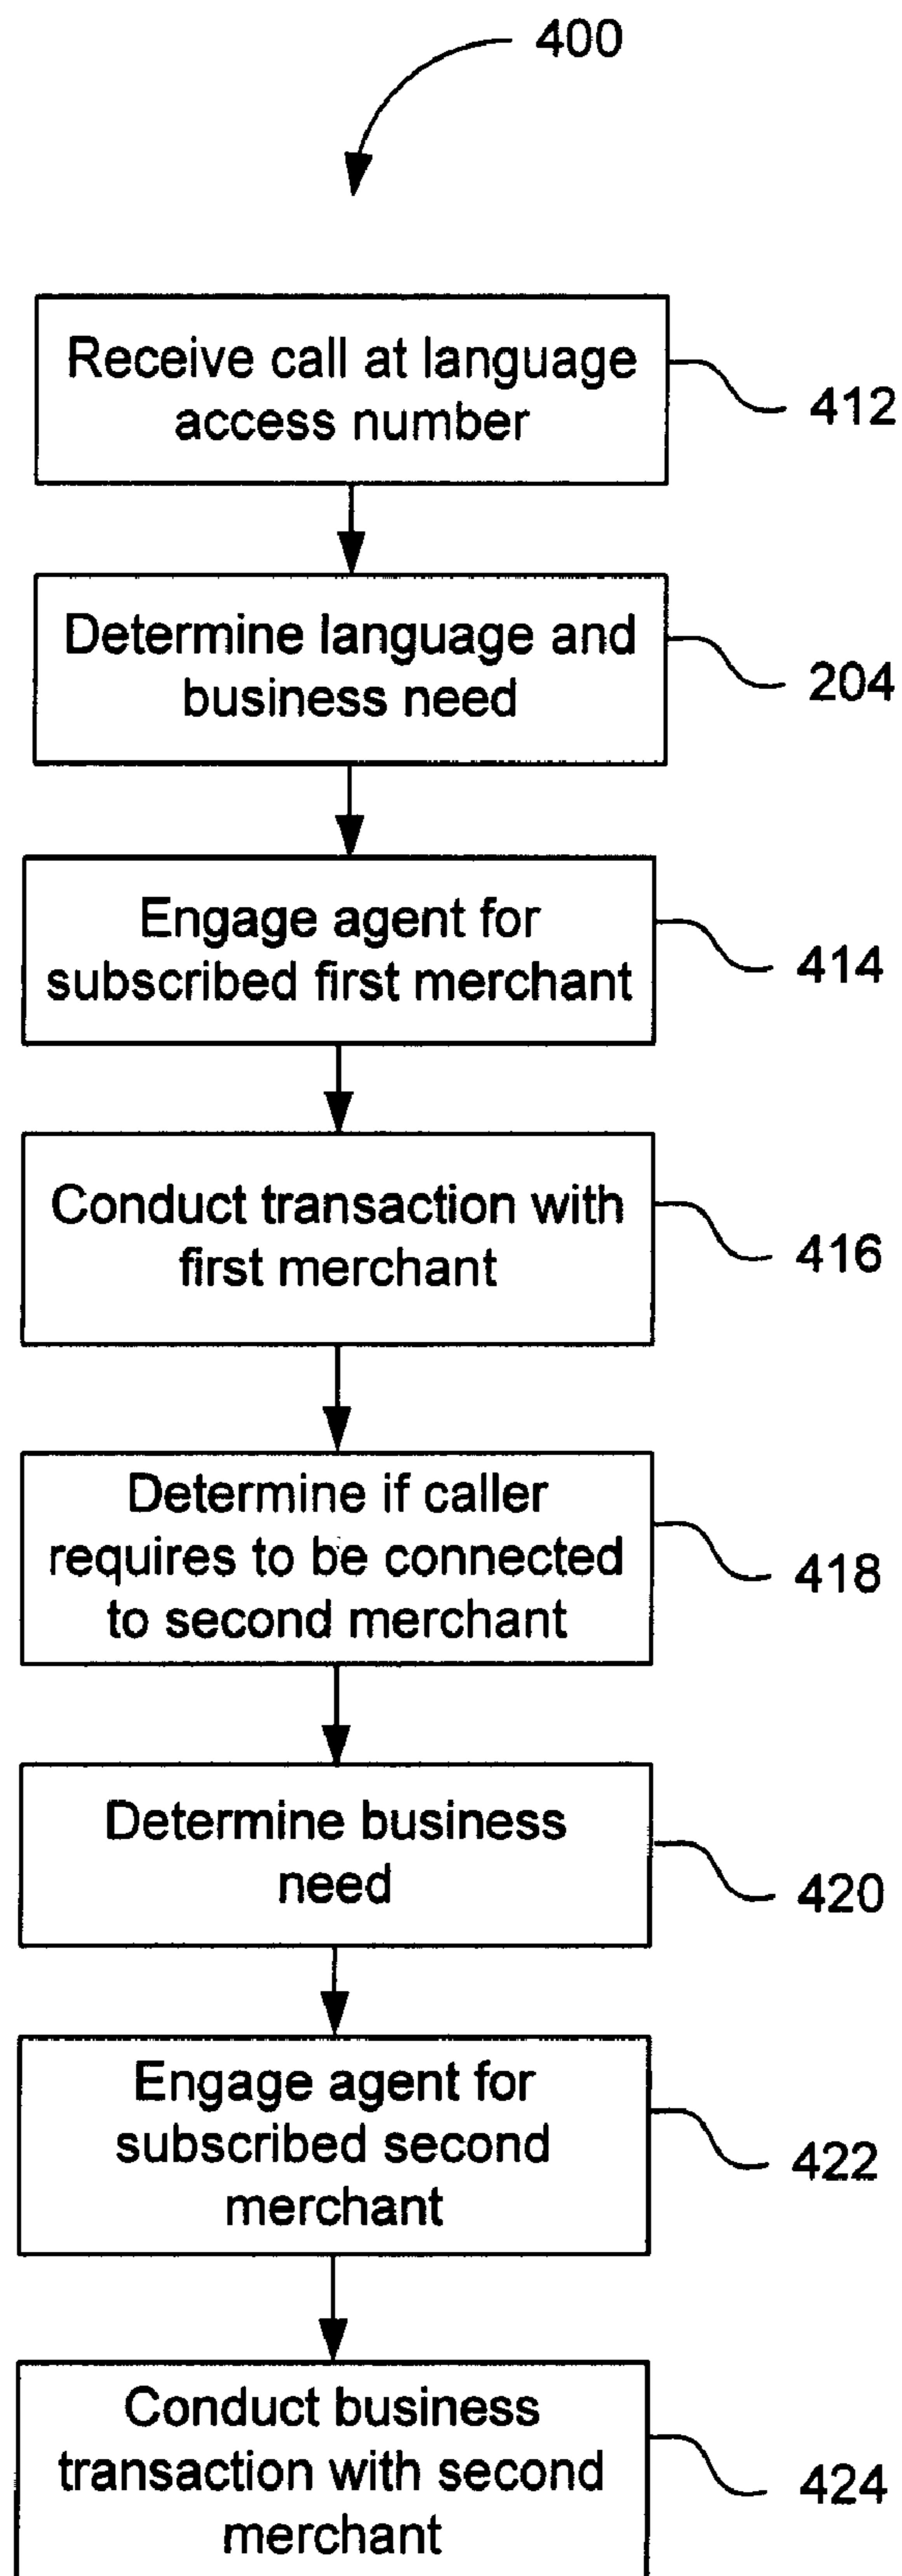 400
Receive call at language
access number
412
Determine language and
business need
204
Engage agent for
subscribed first merchant
414
Conduct transaction with
first merchant
416
Determine if caller
requires to be connected
to second merchant
418
Determine business
need
420
Engage agent for
subscribed second
merchant
422
Conduct business
transaction with second
merchant
424